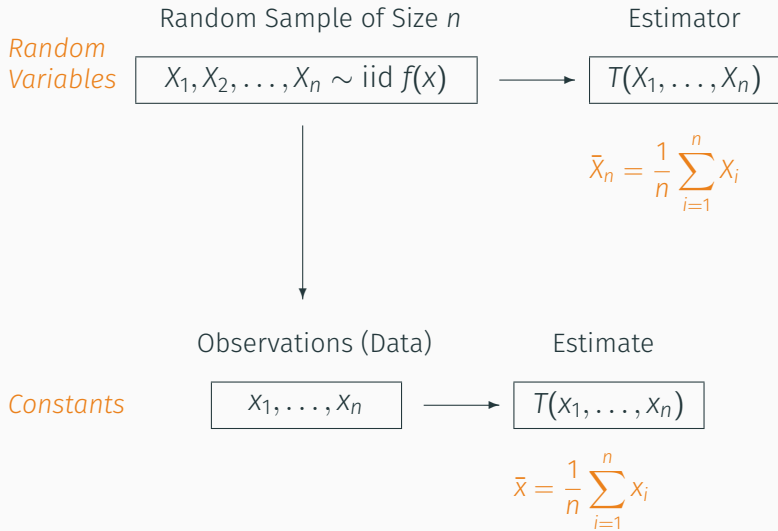 Random Sample of Size n
Estimator
Random
Variables
X₁, X₂, . . . , Xₙ ∼ iid f(x)
T(X₁, . . . , Xₙ)
X̄ₙ = 1/n ∑ᵢ₌₁ⁿ Xᵢ
Observations (Data)
Estimate
Constants
x₁, . . . , xₙ
T(x₁, . . . , xₙ)
x̄ = 1/n ∑ᵢ₌₁ⁿ xᵢ